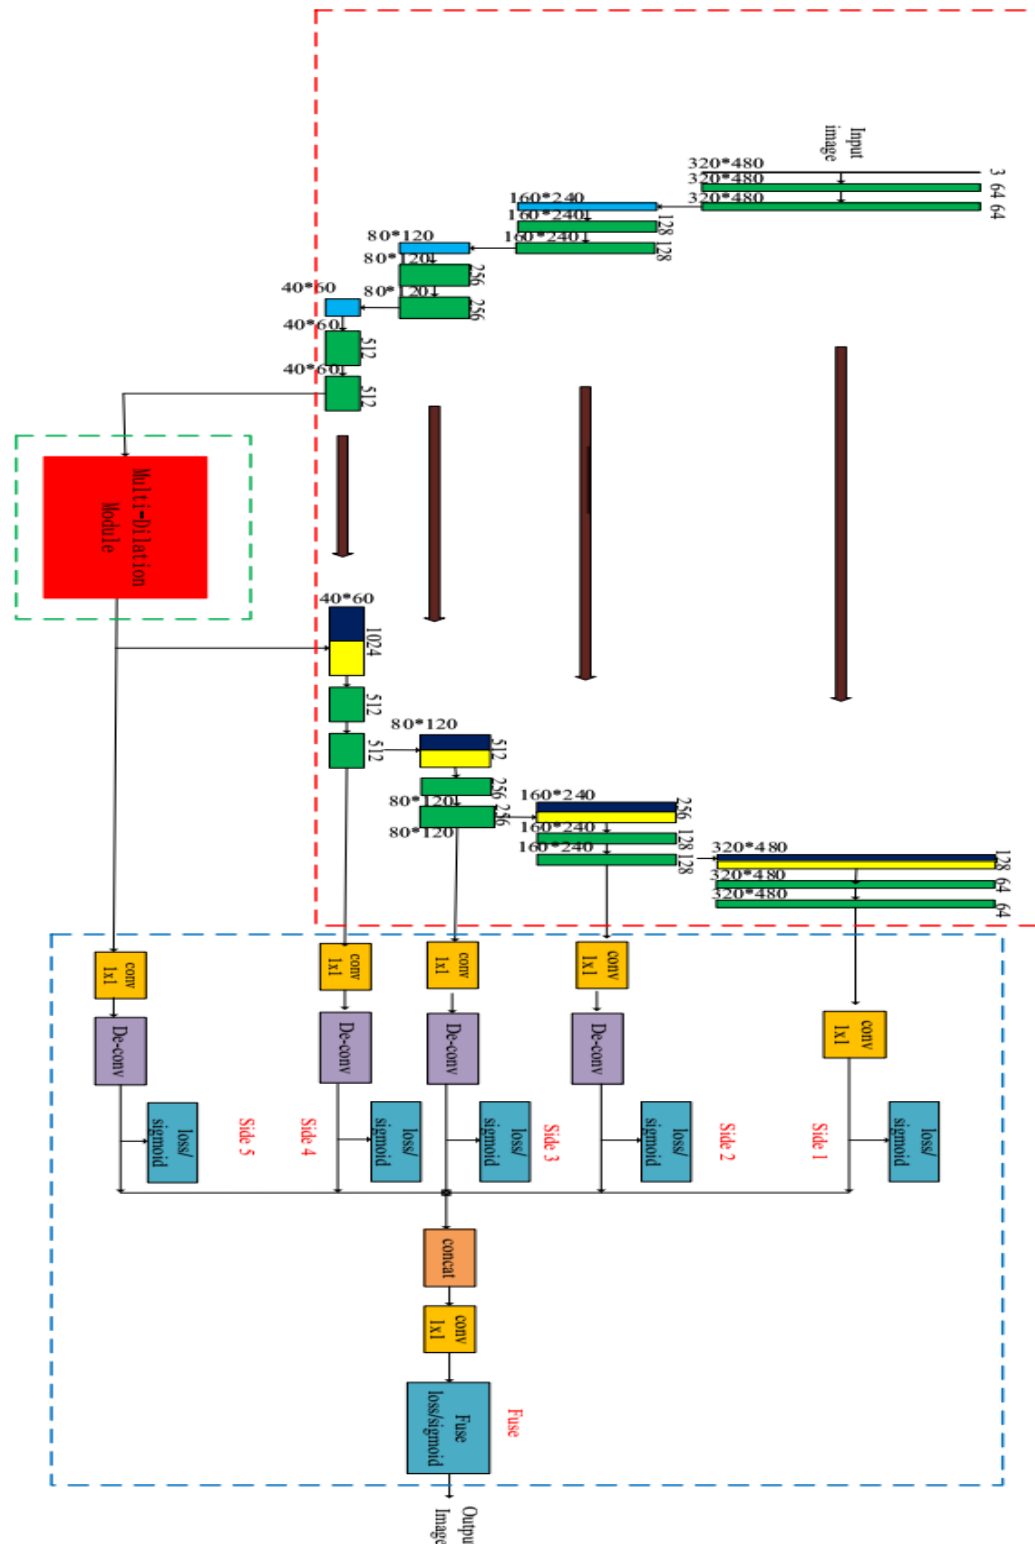 Input
image
320*480
3
320*480
64
320*480
64
160*240
160*240
128
160*240
128
80*120
80*120
256
80*120
256
40*60
40*60
512
40*60
512
Multi-Dilation
Module
40*60
1024
512
512
80*120
512
256
80*120
256
80*120
160*240
256
160*240
128
160*240
128
320*480
128
320*480
64
320*480
64
conv
1x1
conv
1x1
conv
1x1
conv
1x1
conv
1x1
De-conv
De-conv
De-conv
De-conv
loss/
sigmoid
Side 5
Side 4
loss/
sigmoid
loss/
sigmoid
Side 3
loss/
sigmoid
Side 2
Side 1
loss/
sigmoid
concat
conv
1x1
Fuse
loss/sigmoid
Fuse
Outpu
Image